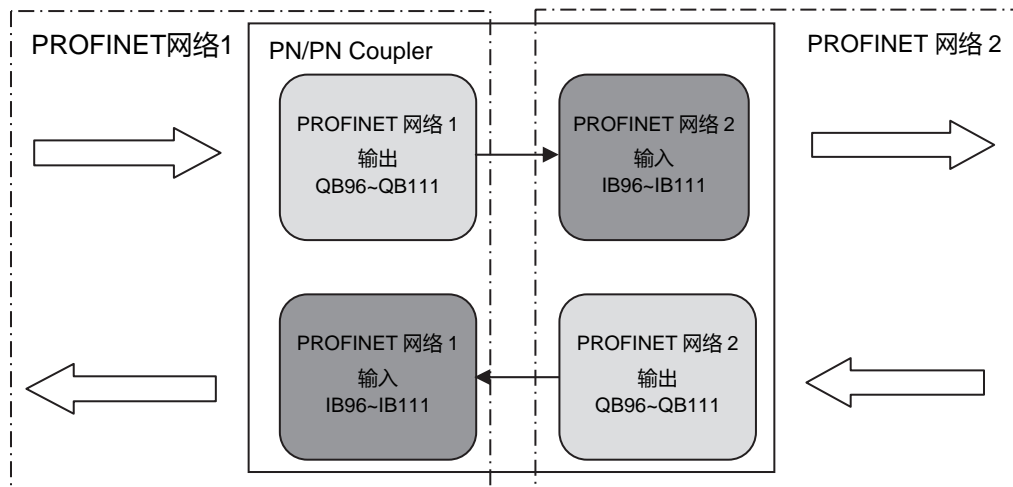 PROFINET网络1
PN/PN Coupler
PROFINET 网络 2
PROFINET 网络 1
输出
QB96~QB111
PROFINET 网络 2
输入
IB96~IB111
PROFINET 网络 1
输入
IB96~IB111
PROFINET 网络 2
输出
QB96~QB111